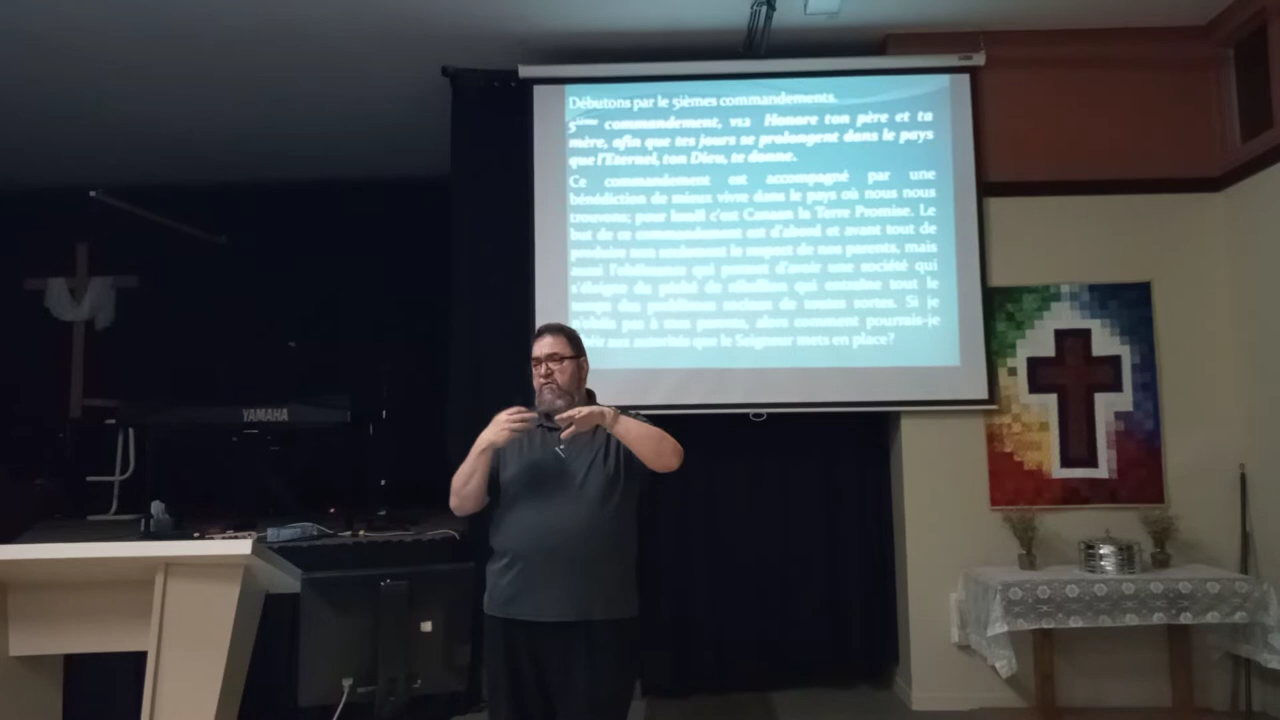 Débutons par le 5ièmes commandements.
5ième commandement, v12 Honore ton père et ta
mère, afin que tes jours se prolongent dans le pays
que l'Eternel, ton Dieu, te donne.
Ce commandement est accompagné par une
bénédiction de mieux vivre dans le pays où nous nous
trouvons; pour Israël c'est Canaan la Terre Promise. Le
but de ce commandement est d'abord et avant tout de
produire non seulement le respect de nos parents, mais
aussi l'obéissance qui permet d'avoir une société qui
s'éloigne du péché de rébellion qui entraîne tout le
temps des problèmes sociaux de toutes sortes. Si je
n'obéis pas à mes parents, alors comment pourrais-je
obéir aux autorités que le Seigneur mets en place?
YAMAHA